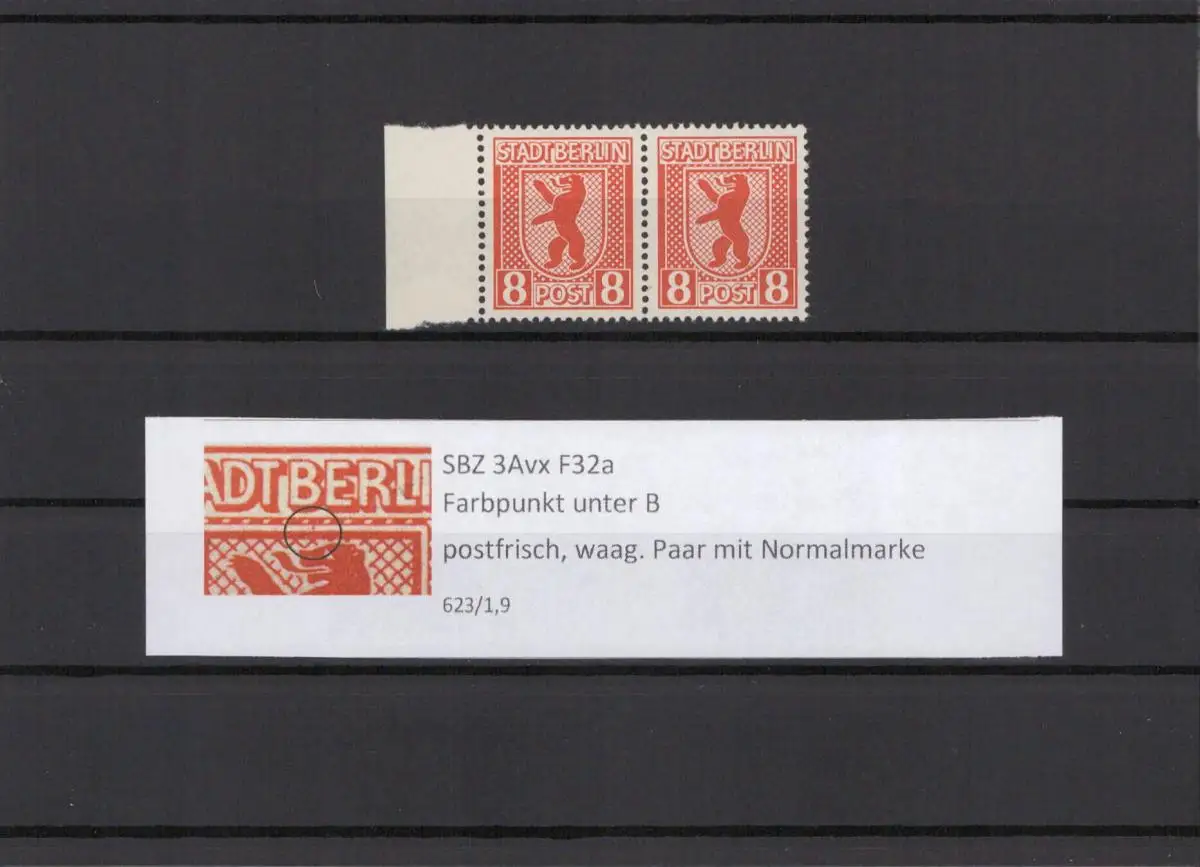 STADT BERLIN STADT BERLIN
8 POST 8 8 POST 8
ADT BERLI
SBZ 3Avx F32a
Farbpunkt unter B
postfrisch, waag. Paar mit Normalmarke
623/1,9